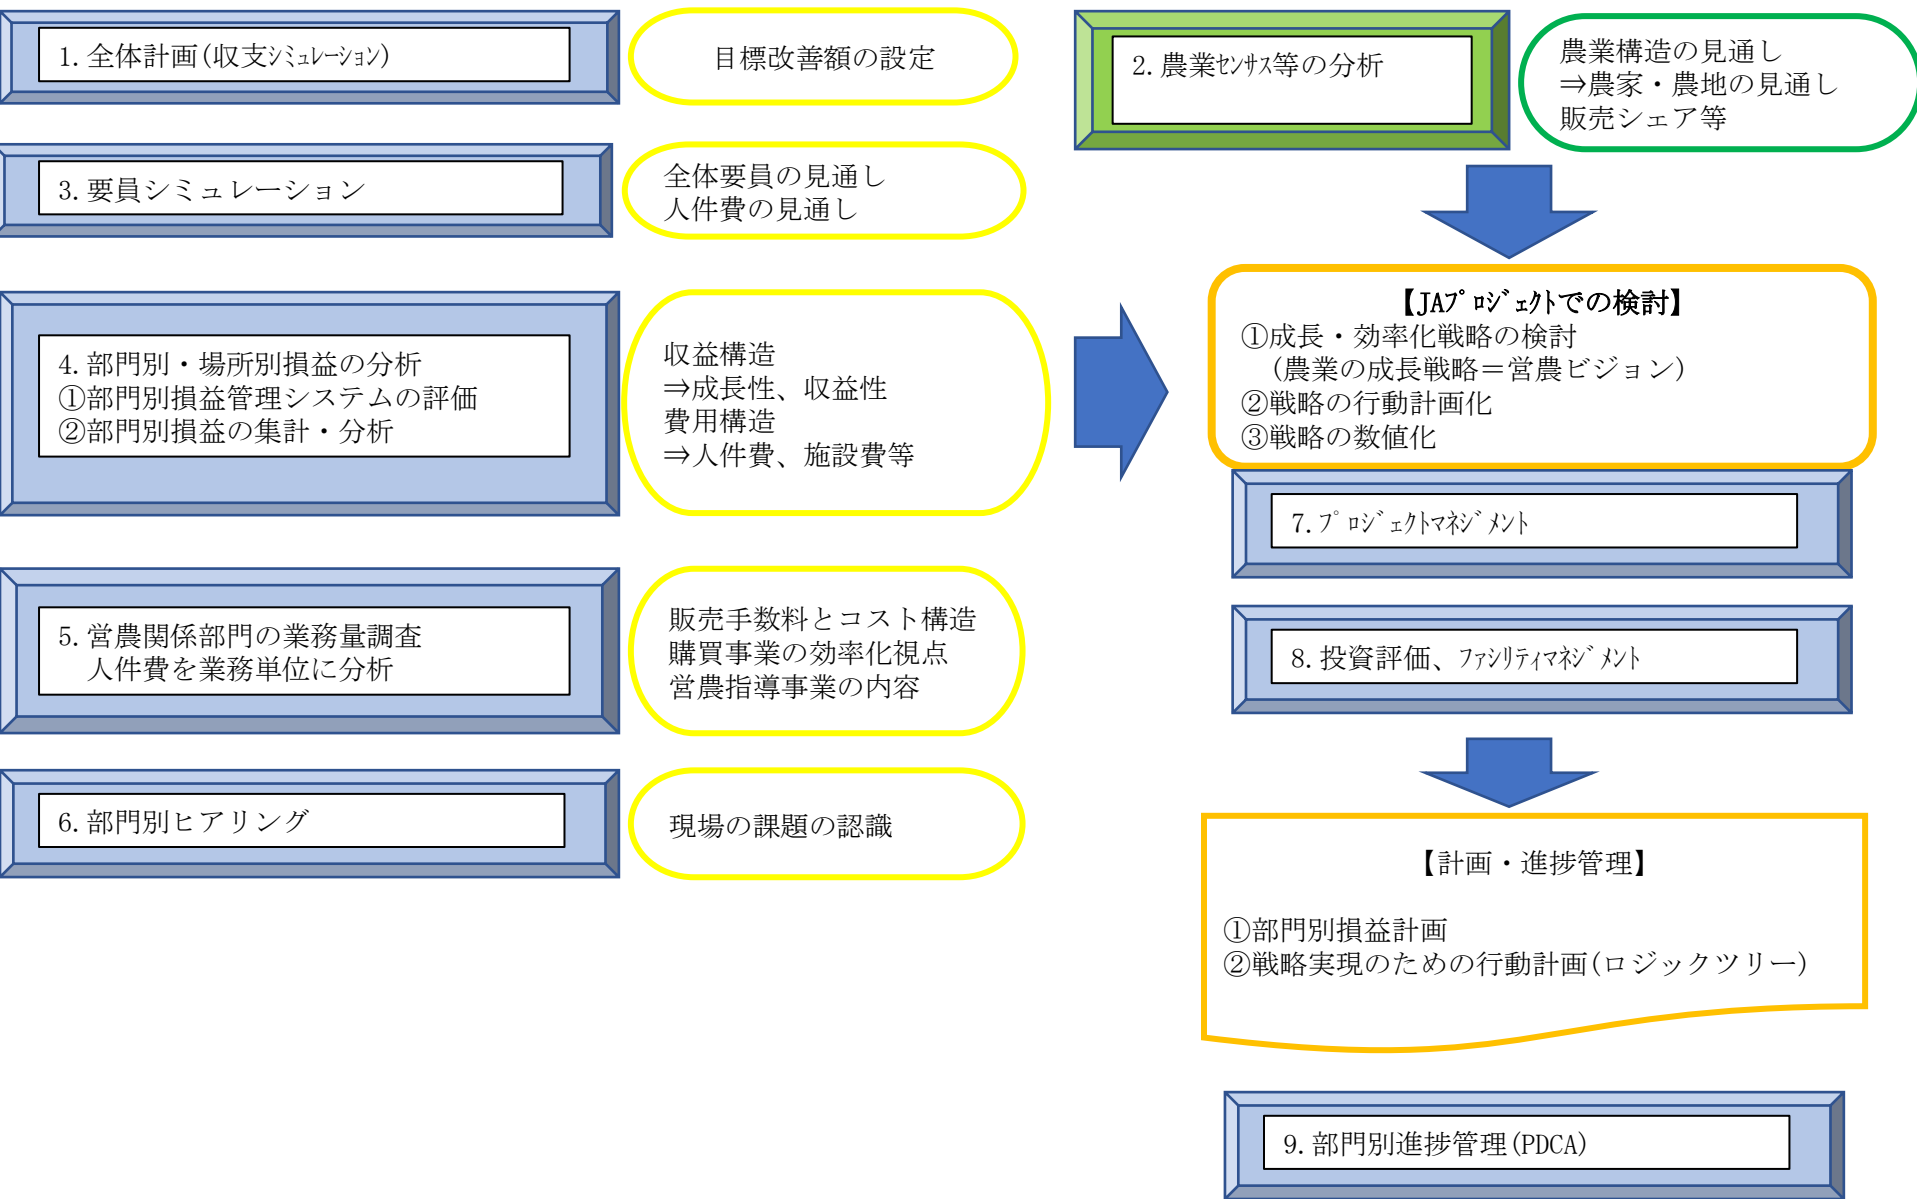 1.全体計画(収支ｼﾐｭﾚｰｼｮﾝ)
目標改善額の設定
3.要員シミュレーション
全体要員の見通し
人件費の見通し
4.部門別・場所別損益の分析
①部門別損益管理システムの評価
②部門別損益の集計・分析
収益構造
⇒成長性、収益性
費用構造
⇒人件費、施設費等
5.営農関係部門の業務量調査
人件費を業務単位に分析
販売手数料とコスト構造
購買事業の効率化視点
営農指導事業の内容
6.部門別ヒアリング
現場の課題の認識
2.農業ｾﾝｻｽ等の分析
農業構造の見通し
⇒農家・農地の見通し
販売シェア等
【JAﾌﾟﾛｼﾞｪｸﾄでの検討】
①成長・効率化戦略の検討
(農業の成長戦略＝営農ビジョン)
②戦略の行動計画化
③戦略の数値化
7.ﾌﾟﾛｼﾞｪｸﾄﾏﾈｼﾞﾒﾝﾄ
8.投資評価、ﾌｧｼﾘﾃｨﾏﾈｼﾞﾒﾝﾄ
【計画・進捗管理】
①部門別損益計画
②戦略実現のための行動計画(ロジックツリー)
9.部門別進捗管理(PDCA)